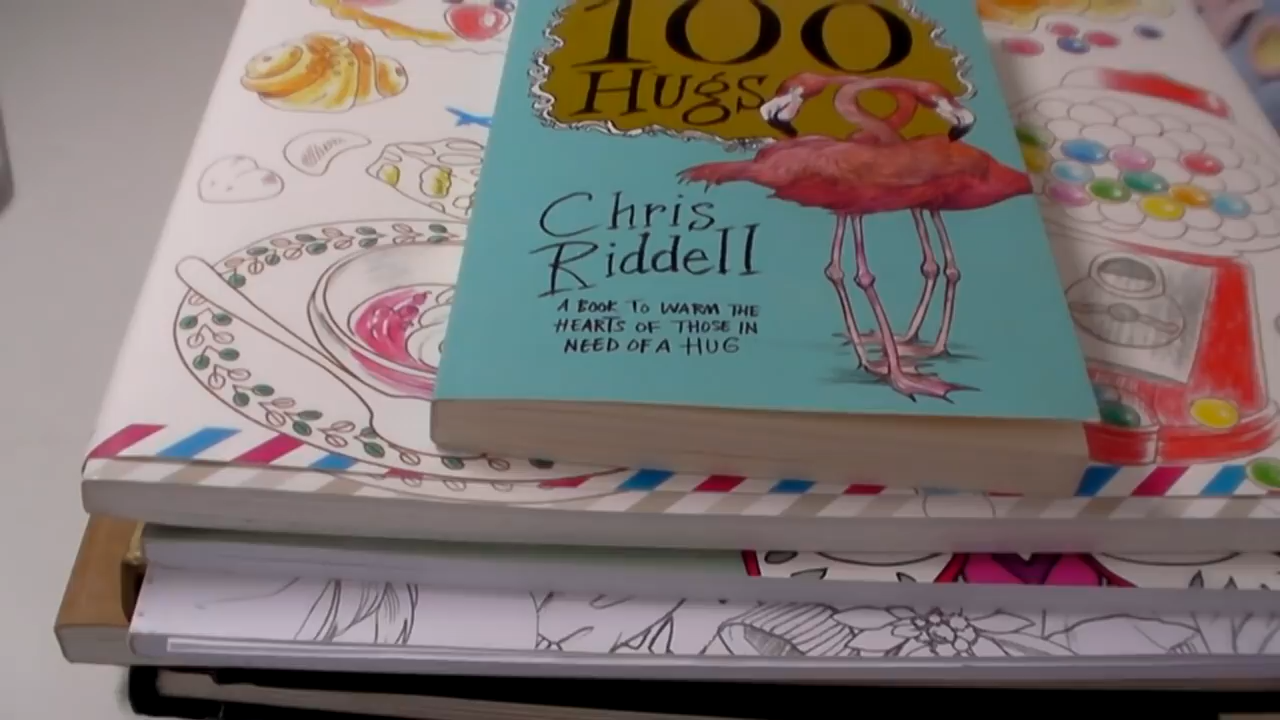 100
Hugs
Chris
Riddell
A BOOK TO WARM THE
HEARTS OF THOSE IN
NEED OF A HUG